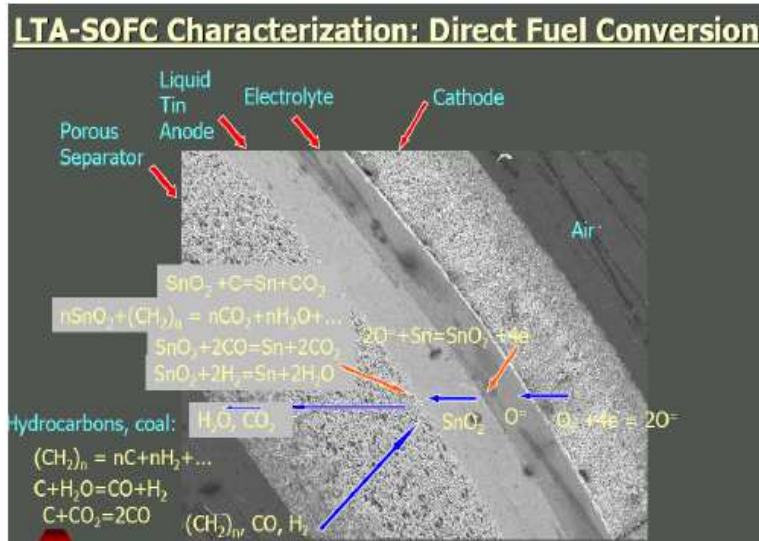 LTA-SOFC Characterization: Direct Fuel Conversion
Liquid
Tin
Anode
Electrolyte
Cathode
Porous
Separator
Air
SnO₂ +C=Sn+CO₂
nSnO₂+(CH₂)ₙ = nCO₂+nH₂O+...
2O⁼+Sn=SnO₂ +4e
SnO₂+2CO=Sn+2CO₂
SnO₂+2H₂=Sn+2H₂O
Hydrocarbons, coal:
H₂O, CO₂
SnO₂
O⁼
O₂ +4e = 2O⁼
(CH₂)ₙ = nC+nH₂+...
C+H₂O=CO+H₂
C+CO₂=2CO
(CH₂)ₙ, CO, H₂